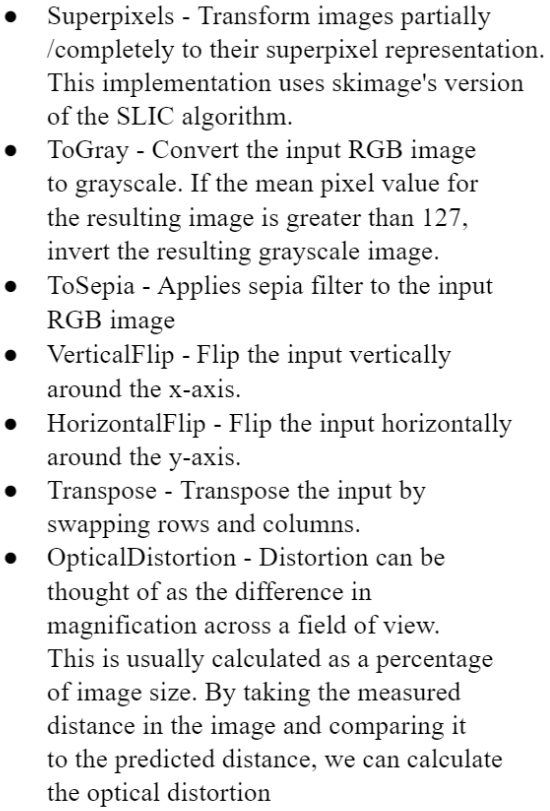 ● Superpixels - Transform images partially
/completely to their superpixel representation.
This implementation uses skimage's version
of the SLIC algorithm.
● ToGray - Convert the input RGB image
to grayscale. If the mean pixel value for
the resulting image is greater than 127,
invert the resulting grayscale image.
● ToSepia - Applies sepia filter to the input
RGB image
● VerticalFlip - Flip the input vertically
around the x-axis.
● HorizontalFlip - Flip the input horizontally
around the y-axis.
● Transpose - Transpose the input by
swapping rows and columns.
● OpticalDistortion - Distortion can be
thought of as the difference in
magnification across a field of view.
This is usually calculated as a percentage
of image size. By taking the measured
distance in the image and comparing it
to the predicted distance, we can calculate
the optical distortion